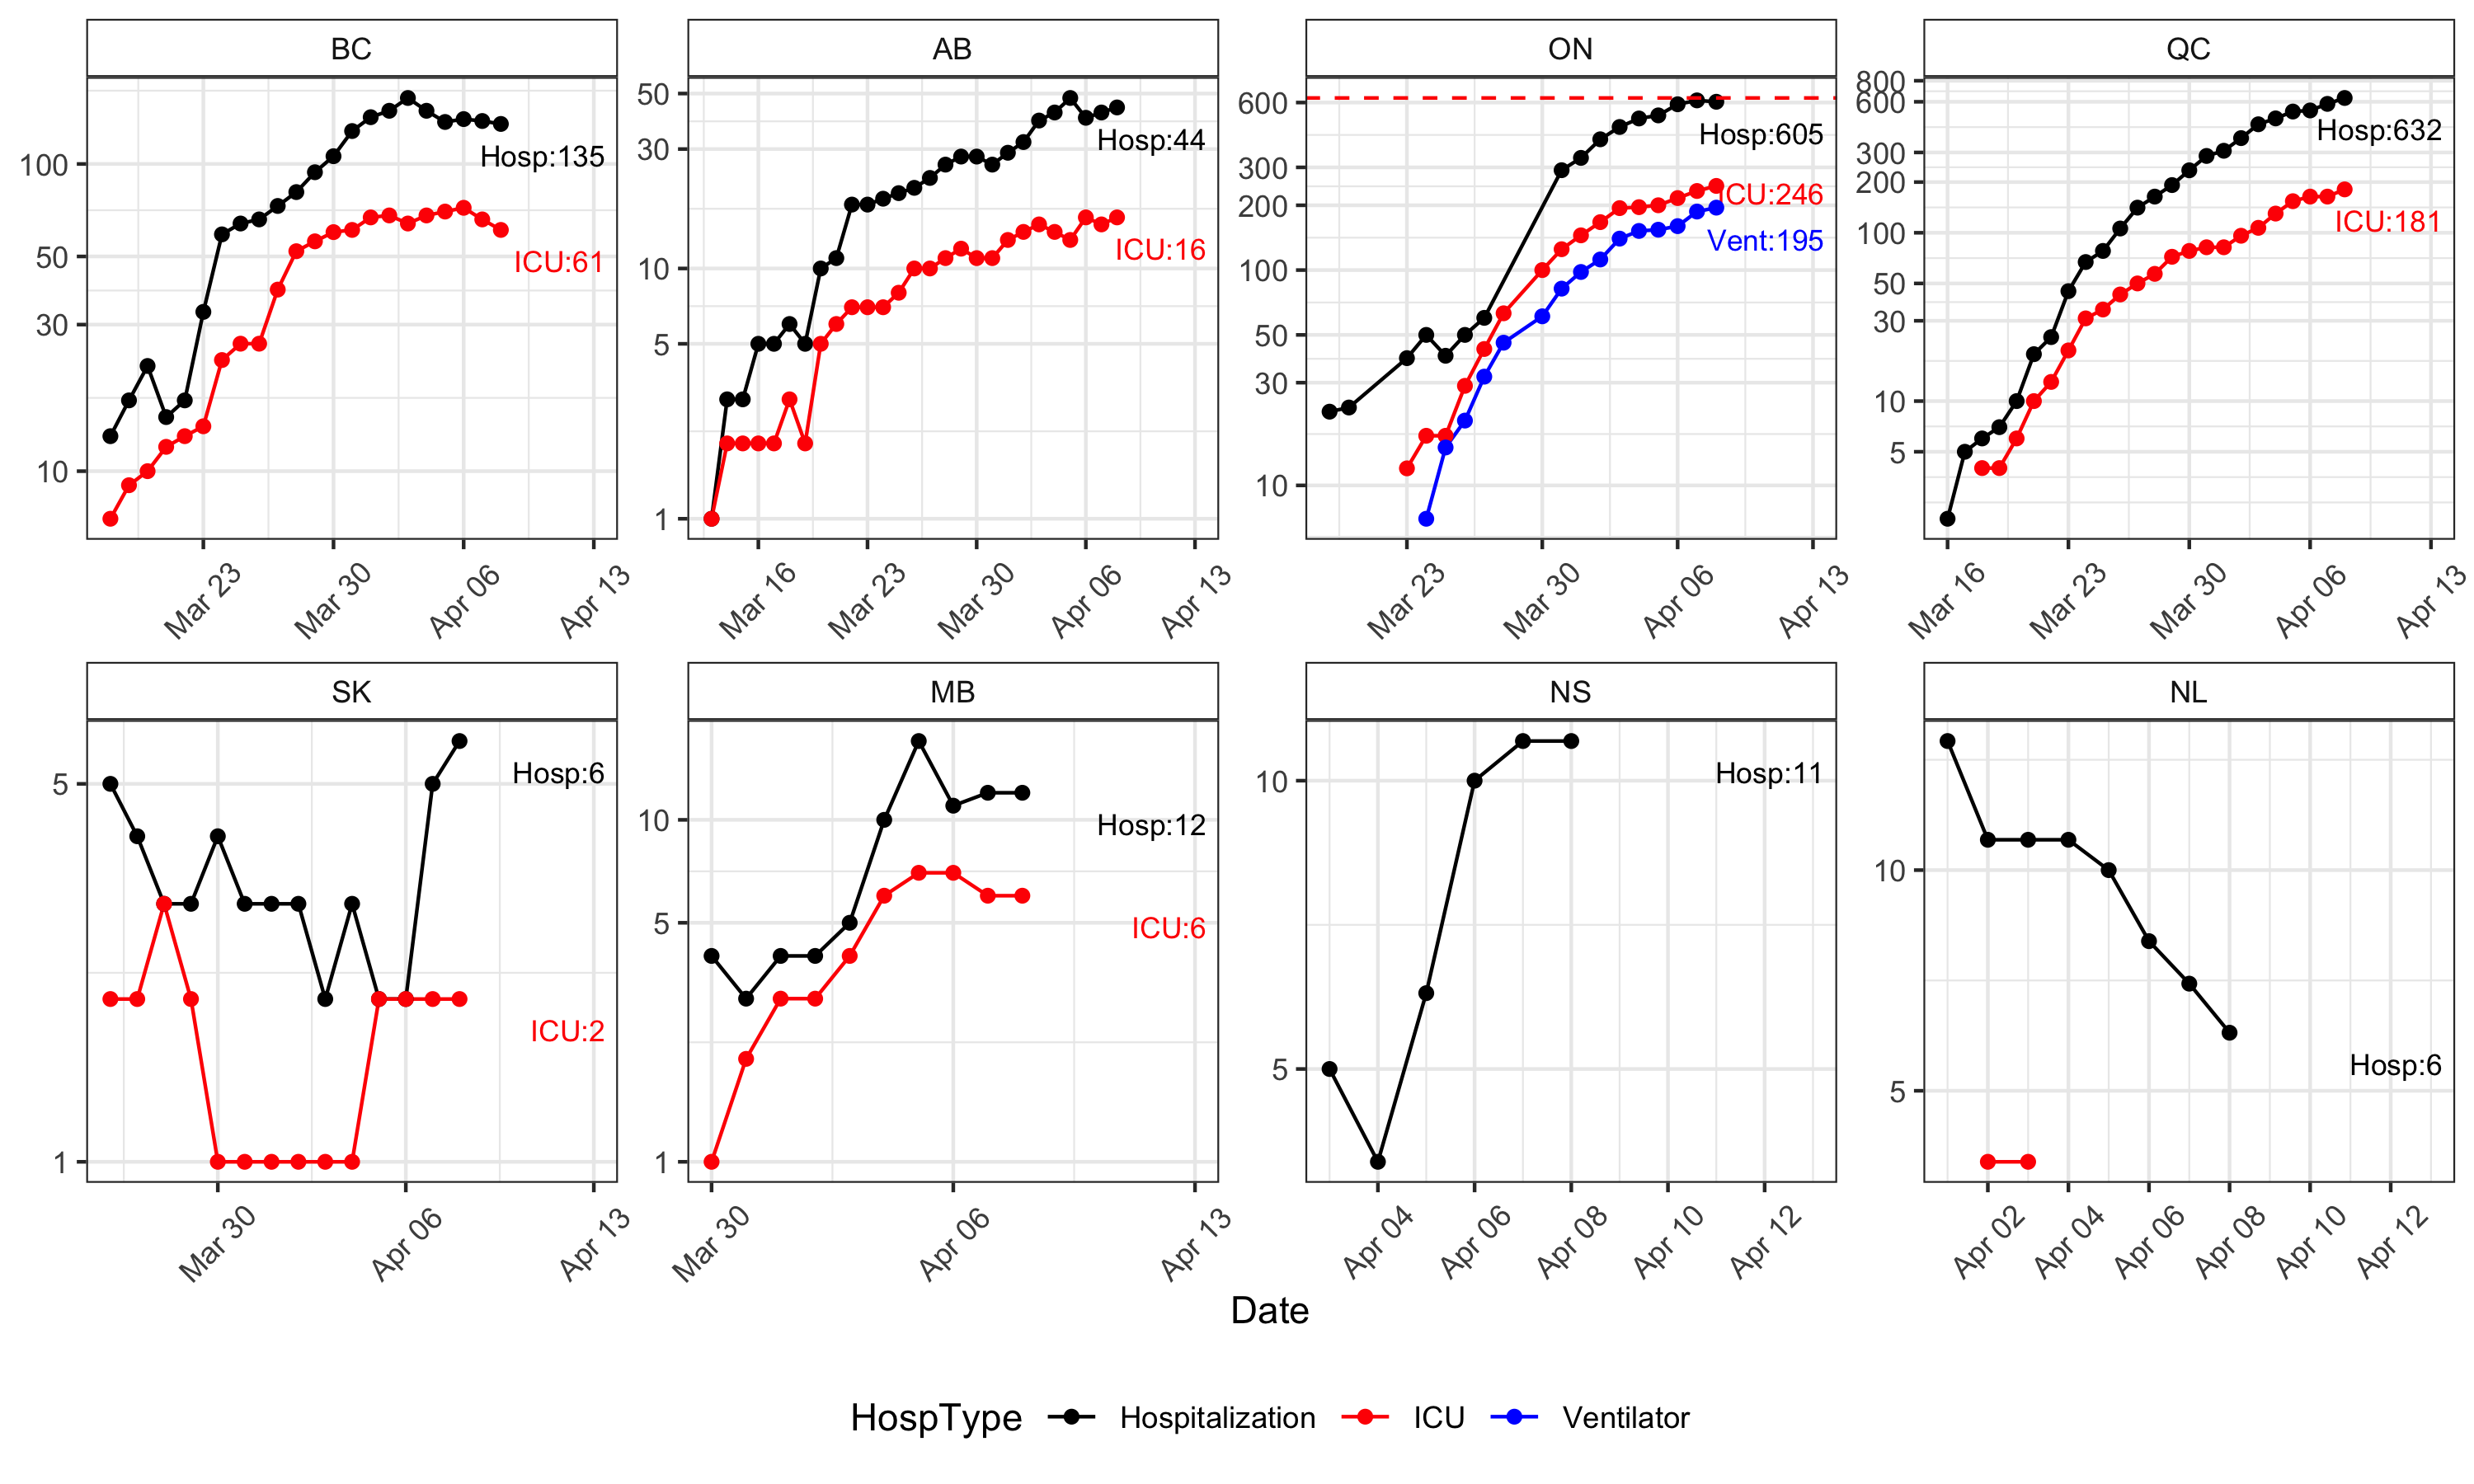 BC
AB
ON
QC
100
50
30
10
Hosp:135
ICU:61
50
30
10
5
1
Hosp:44
ICU:16
600
300
200
100
50
30
10
Hosp:605
CU:246
Vent:195
800
600
300
200
100
50
30
10
5
Hosp:632
ICU:181
Mar 23
Mar 30
Apr 06
Apr 13
Mar 16
Mar 23
Mar 30
Apr 06
Apr 13
Mar 23
Mar 30
Apr 06
Apr 13
Mar 16
Mar 23
Mar 30
Apr 06
Apr 13
SK
MB
NS
NL
5
1
Hosp:6
ICU:2
10
5
1
Hosp:12
ICU:6
10
5
Hosp:11
10
5
Hosp:6
Mar 30
Apr 06
Apr 13
Mar 30
Apr 06
Apr 13
Apr 04
Apr 06
Apr 08
Apr 10
Apr 12
Apr 02
Apr 04
Apr 06
Apr 08
Apr 10
Apr 12
Date
HospType Hospitalization ICU Ventilator